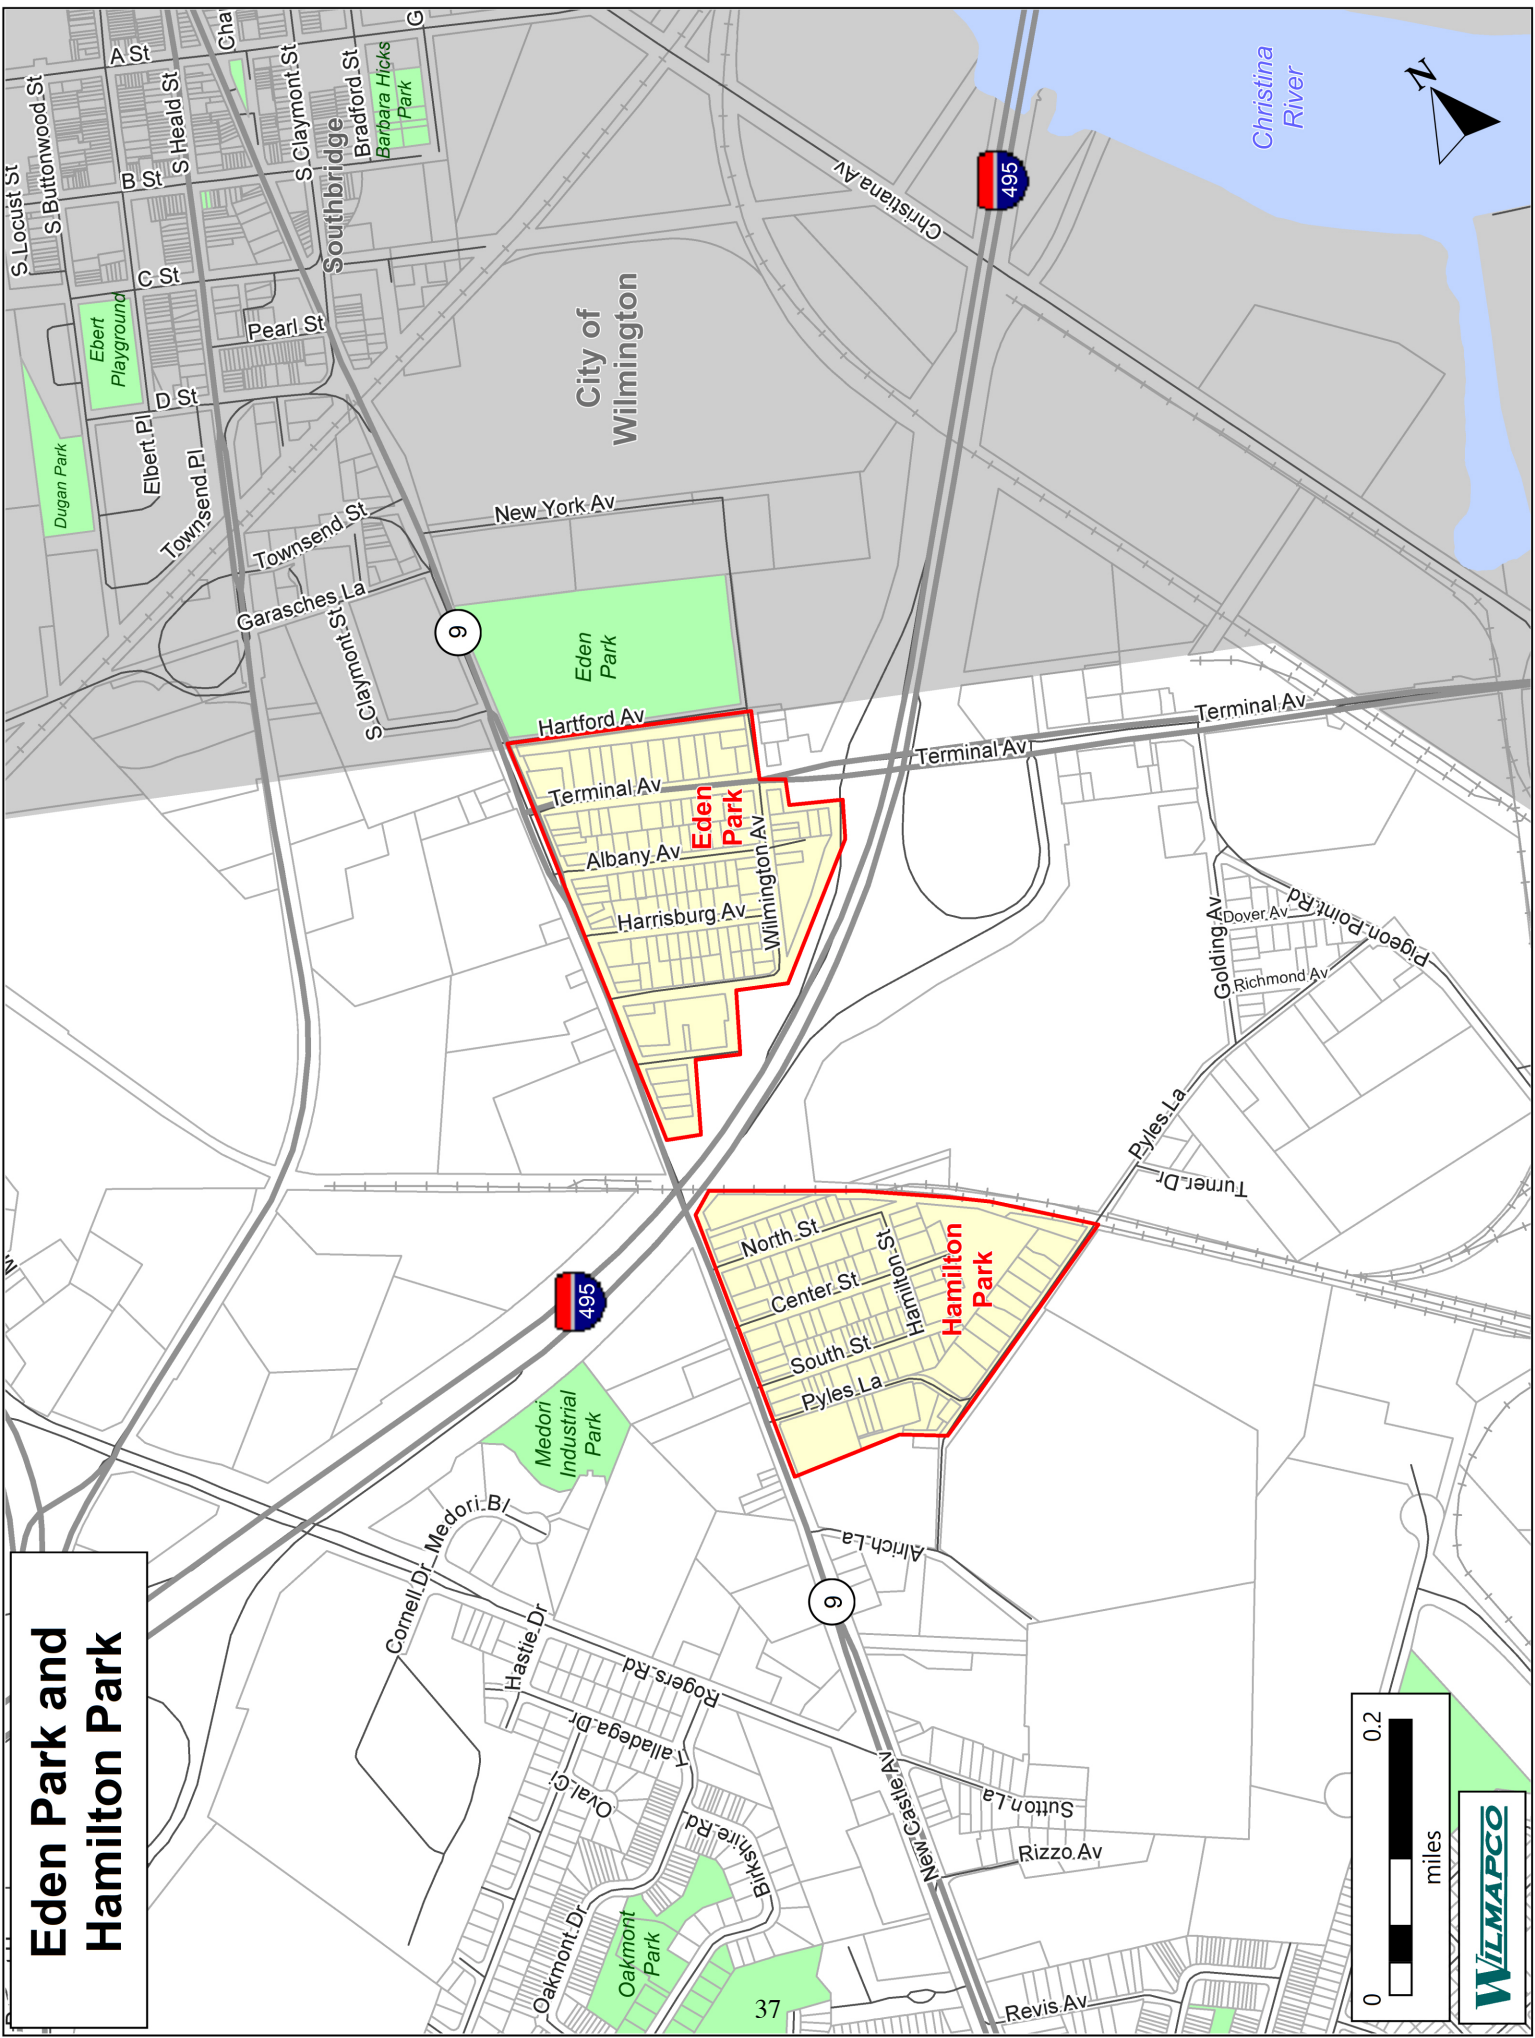 Eden Park and
Hamilton Park
S Locust St
S Buttonwood St
A St
S Heald St
S Claymont St
Bradford St
Barbara Hicks
Park
B St
Southbridge
C St
Pearl St
Ebert
Playground
D St
Elbert Pl
Townsend Pl
Dugan Park
Townsend St
Garasches La
S Claymont St
New York Av
City of
Wilmington
Christiana Av
495
Christina
River
N
9
Eden
Park
Hartford Av
Terminal Av
Terminal Av
Terminal Av
Eden
Park
Albany Av
Wilmington Av
Harrisburg Av
Golding Av
Dover Av
Richmond Av
Pigeon Point Rd
Pyles La
Turner Dr
North St
Center St
Hamilton St
South St
Pyles La
Hamilton
Park
495
Medori
Industrial
Park
Medori Bl
Cornell Dr
Hastie Dr
Rogers Rd
Talladega Dr
Oval Ci
Birkshire Rd
Oakmont Dr
Oakmont
Park
Alrich La
9
New Castle Av
Sutton La
Rizzo Av
Revis Av
0
0.2
miles
WILMAPCO
37